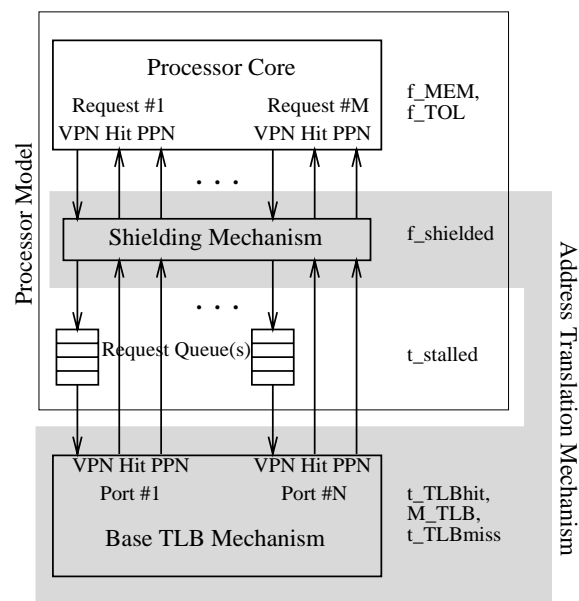 Processor Core
Request #1
Request #M
VPN Hit PPN
VPN Hit PPN
f_MEM,
f_TOL
. . .
Processor Model
Shielding Mechanism
f_shielded
. . .
Request Queue(s)
t_stalled
Address Translation Mechanism
VPN Hit PPN
VPN Hit PPN
Port #1
Port #N
Base TLB Mechanism
t_TLBhit,
M_TLB,
t_TLBmiss